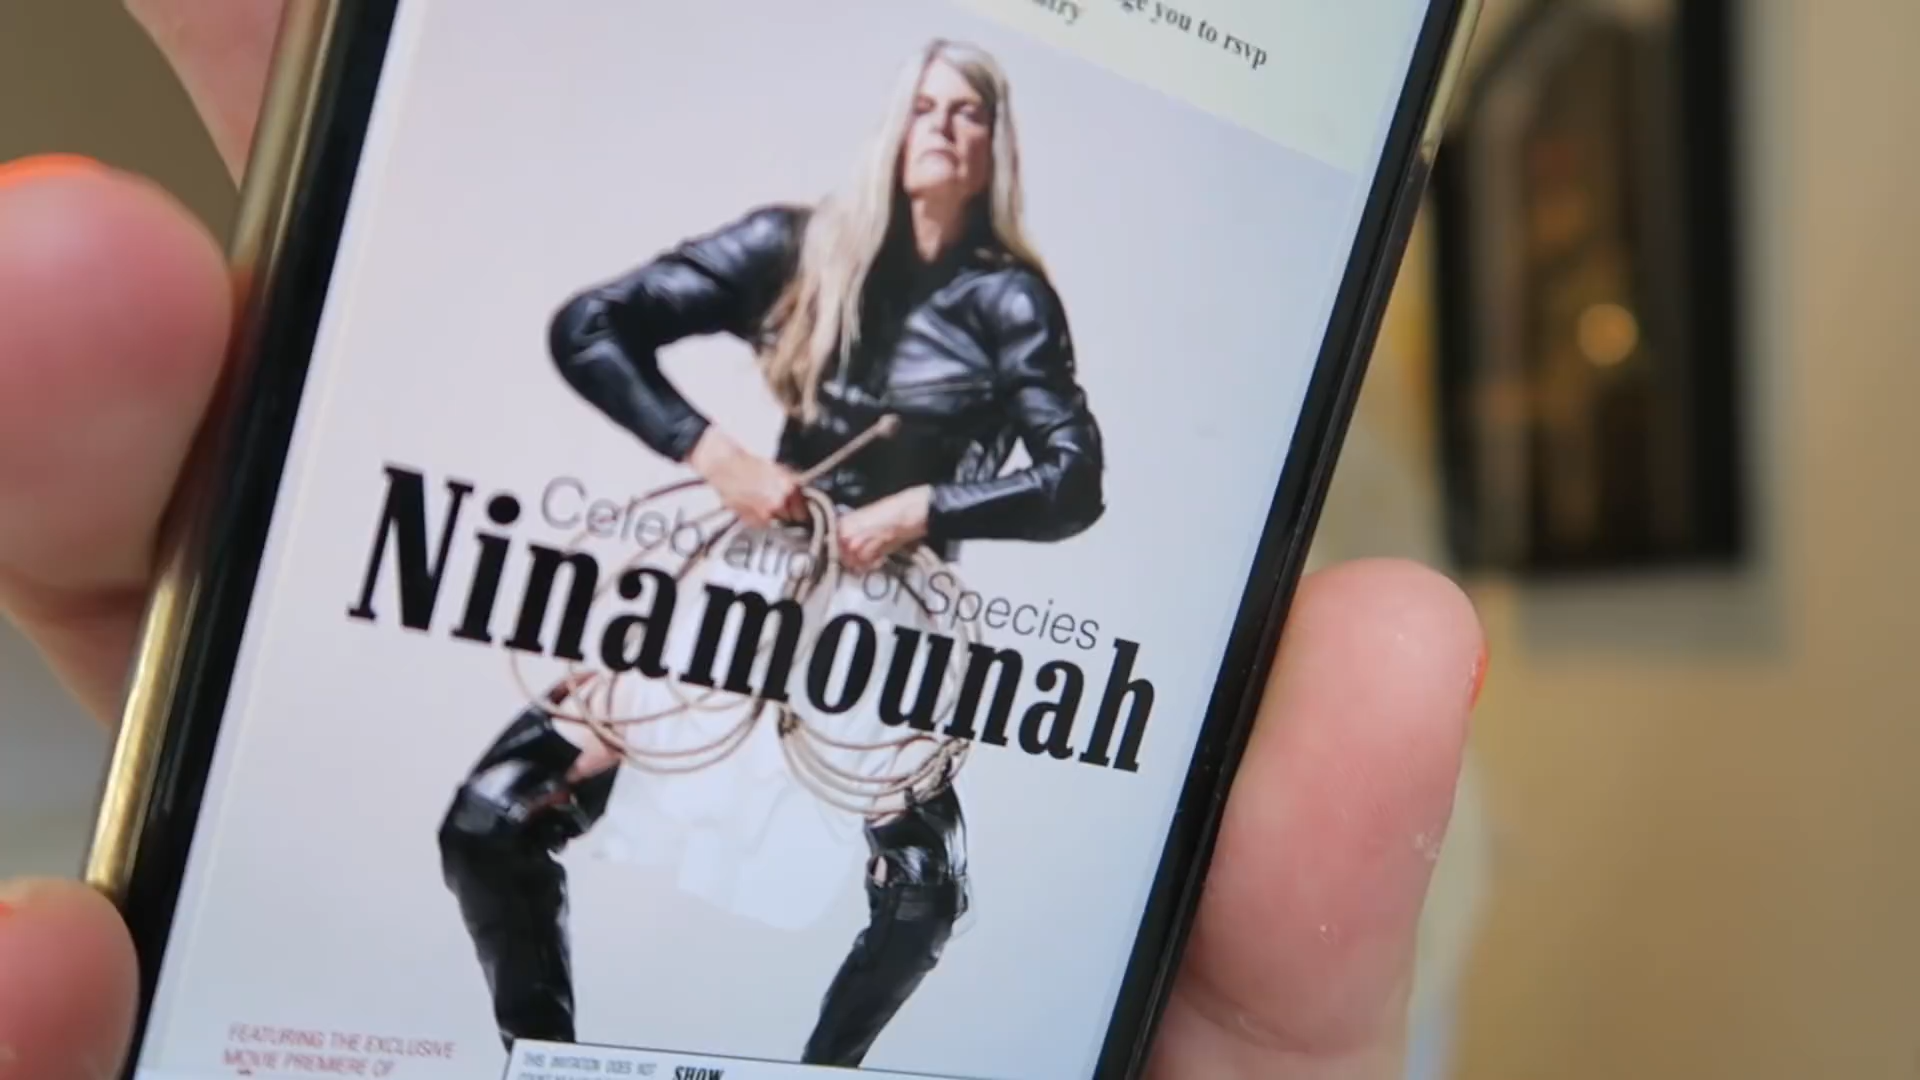 ge you to rsvp
Celebration of Species
Ninamounah
FEATURING THE EXCLUSIVE
MOVIE PREMIERE OF
THIS INVITATION DOES NOT
SHOW